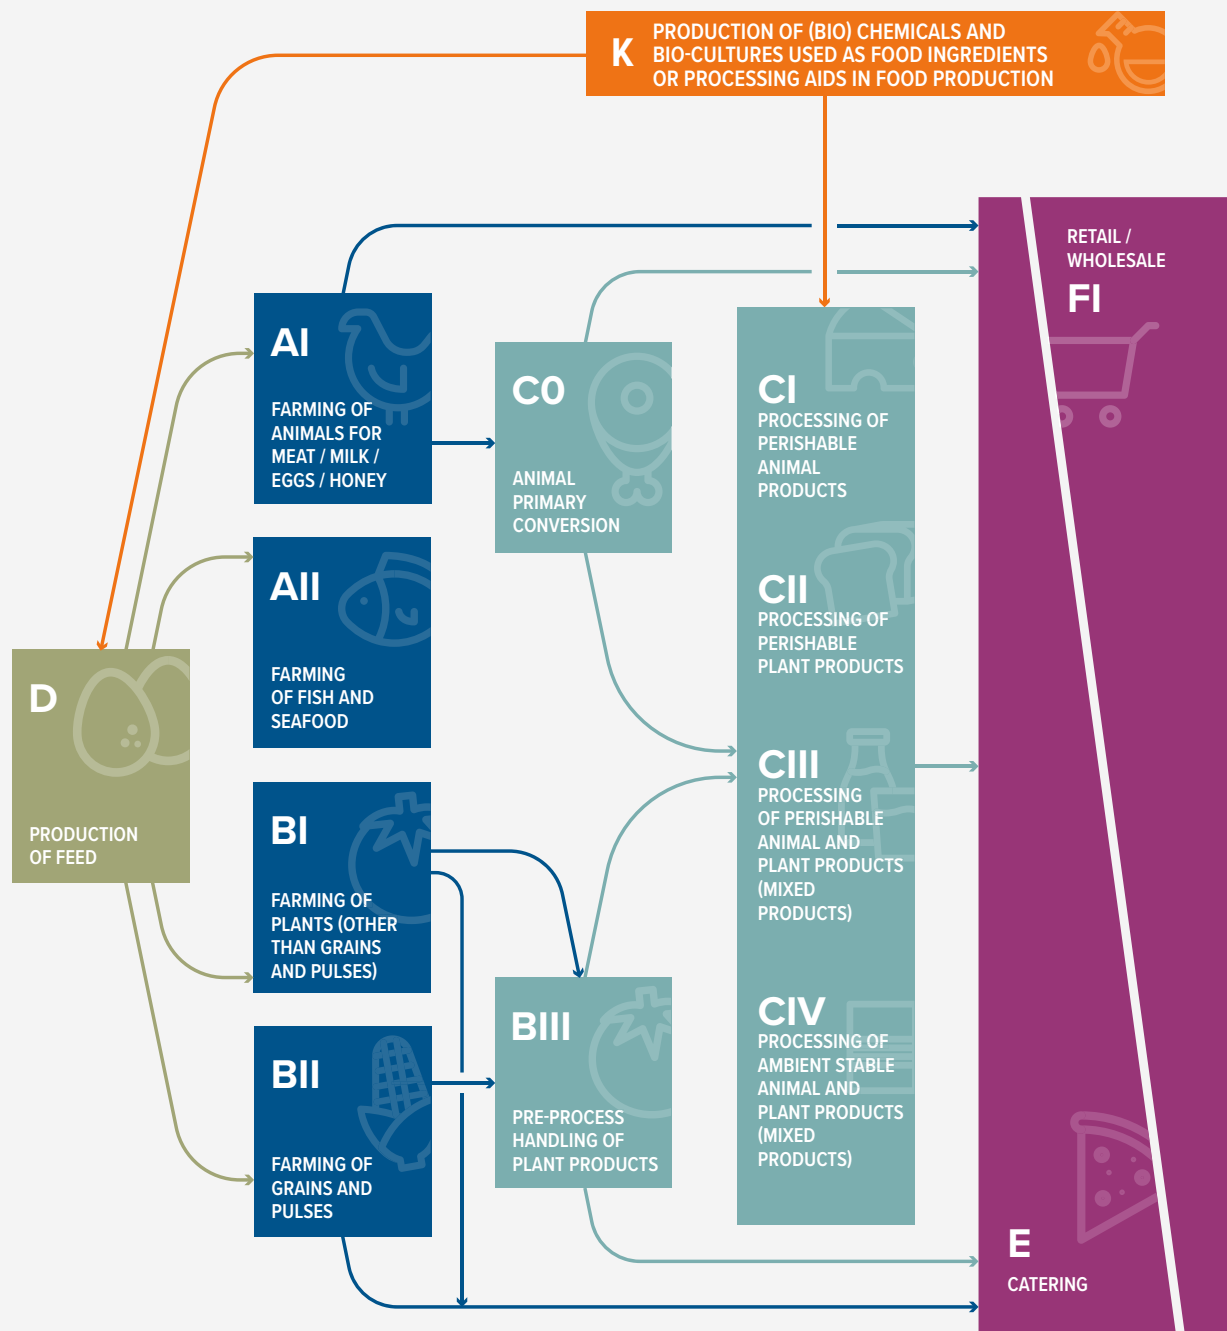 K
PRODUCTION OF (BIO) CHEMICALS AND
BIO-CULTURES USED AS FOOD INGREDIENTS
OR PROCESSING AIDS IN FOOD PRODUCTION
RETAIL /
WHOLESALE
FI
AI
FARMING OF
ANIMALS FOR
MEAT / MILK /
EGGS / HONEY
C0
ANIMAL
PRIMARY
CONVERSION
CI
PROCESSING OF
PERISHABLE
ANIMAL
PRODUCTS
AII
FARMING
OF FISH AND
SEAFOOD
CII
PROCESSING OF
PERISHABLE
PLANT PRODUCTS
D
PRODUCTION
OF FEED
BI
FARMING OF
PLANTS (OTHER
THAN GRAINS
AND PULSES)
CIII
PROCESSING
OF PERISHABLE
ANIMAL AND
PLANT PRODUCTS
(MIXED
PRODUCTS)
BII
FARMING OF
GRAINS AND
PULSES
BIII
PRE-PROCESS
HANDLING OF
PLANT PRODUCTS
CIV
PROCESSING OF
AMBIENT STABLE
ANIMAL AND
PLANT PRODUCTS
(MIXED
PRODUCTS)
E
CATERING